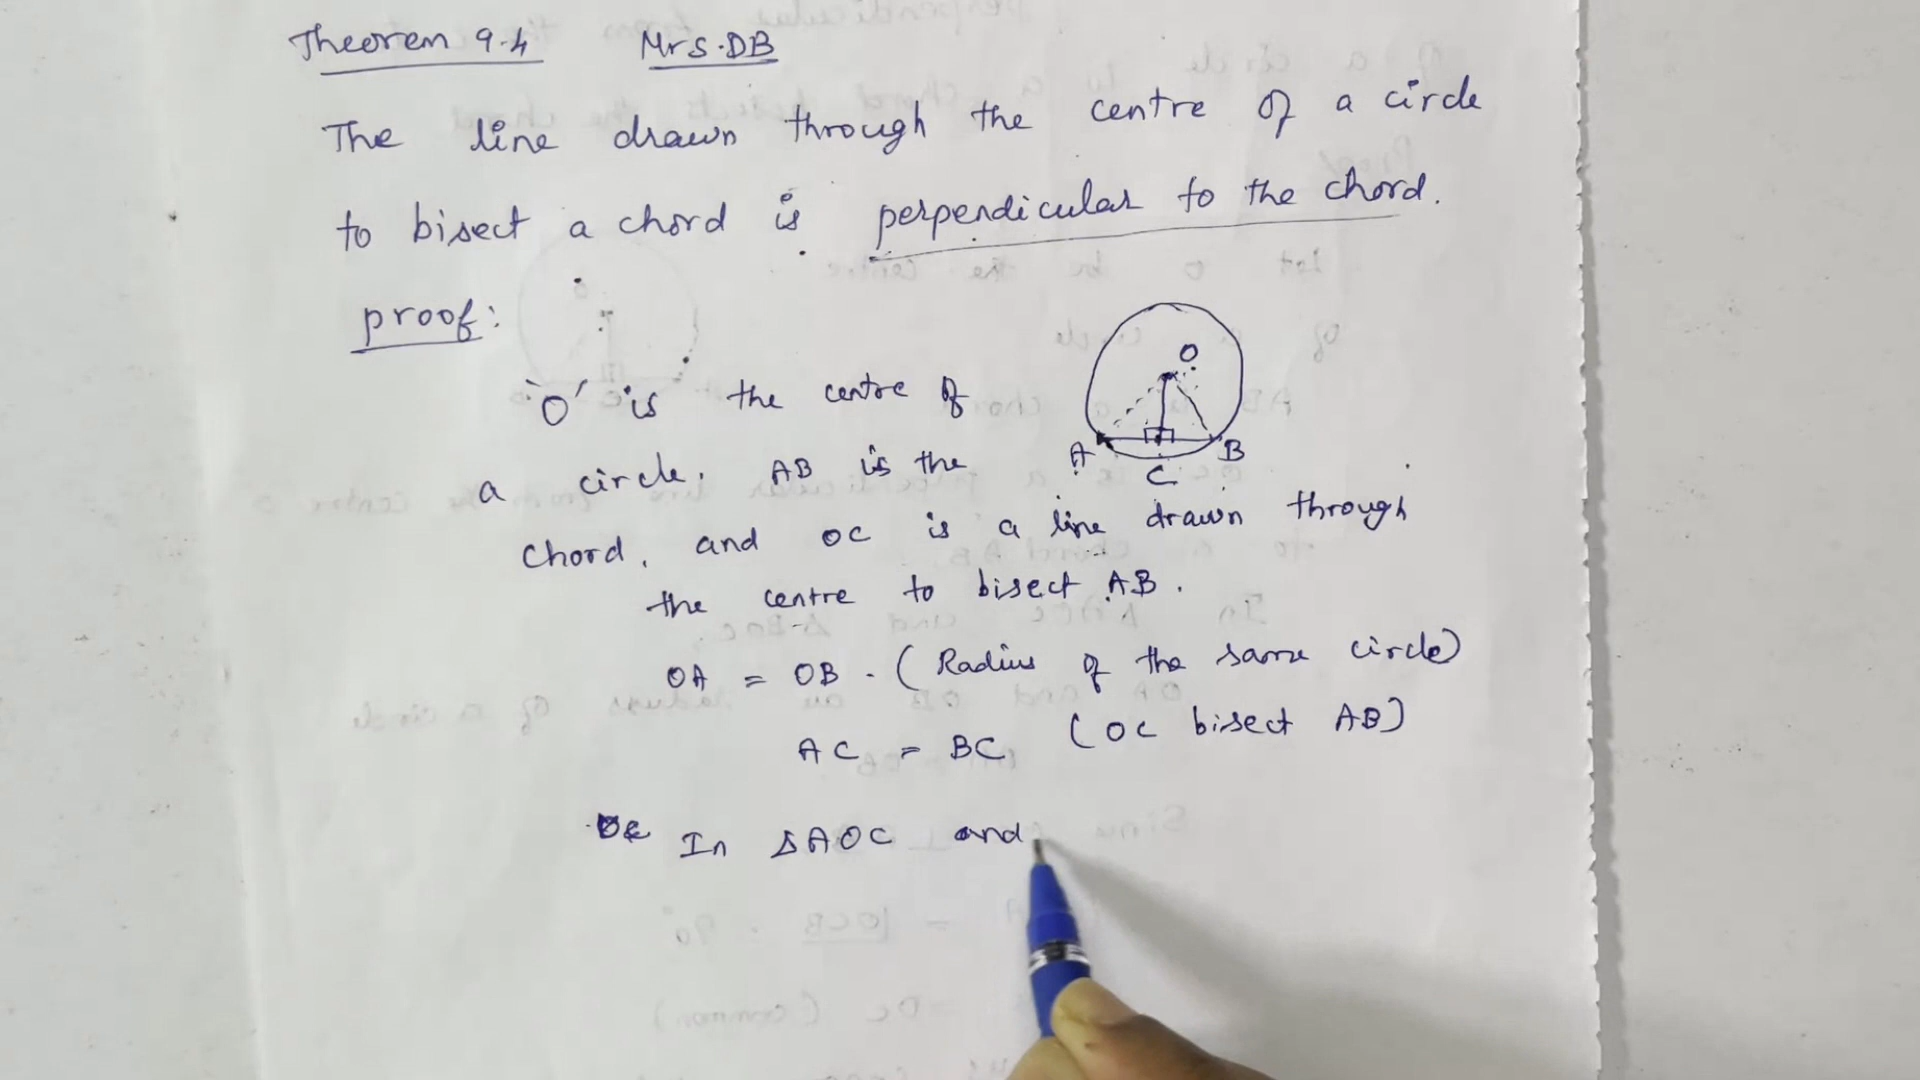 Theorem 9.4 Mrs.DB
The line drawn through the centre of a circle
to bisect a chord is perpendicular to the chord.
proof:
'O' is the centre of
a circle. AB is the
chord. and OC is a line drawn through
the centre to bisect AB.
O
A B
C
OA = OB. (Radius of the same circle)
AC = BC (OC bisect AB)
In ΔAOC and